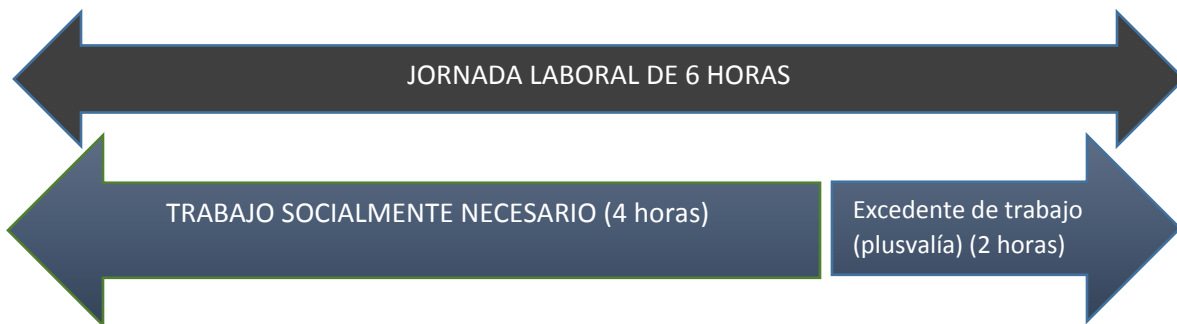 JORNADA LABORAL DE 6 HORAS
TRABAJO SOCIALMENTE NECESARIO (4 horas)
Excedente de trabajo
(plusvalía) (2 horas)